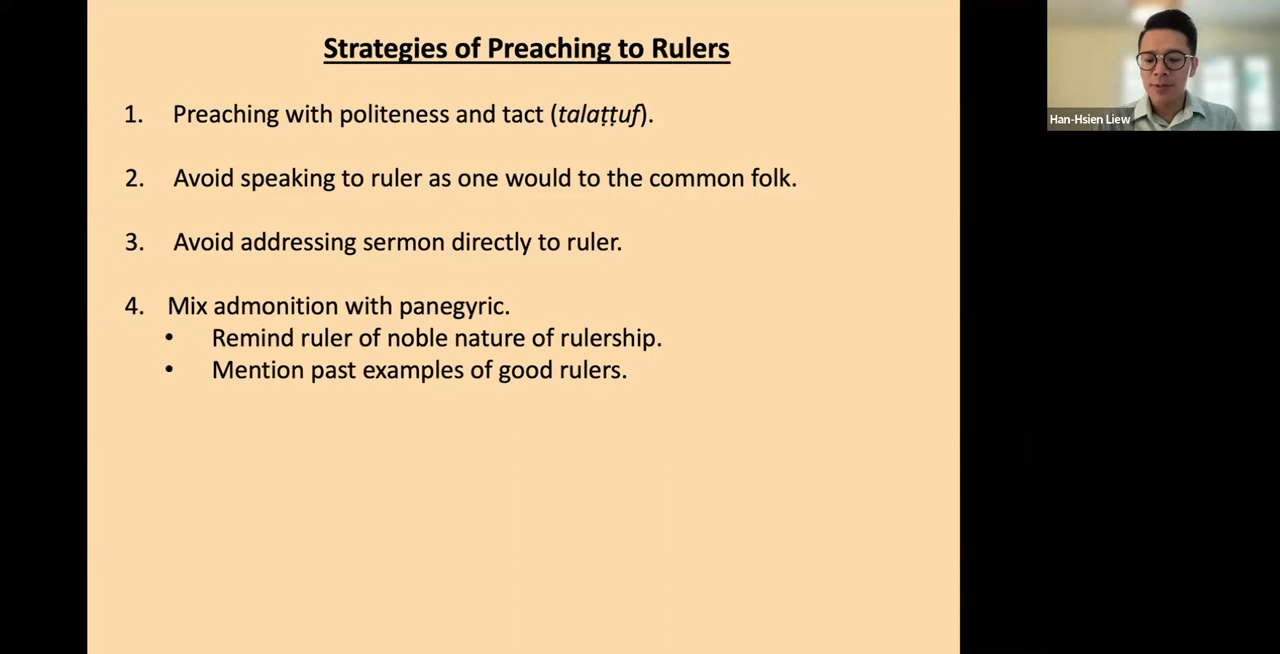 Strategies of Preaching to Rulers
1. Preaching with politeness and tact (talaṭṭuf).
2. Avoid speaking to ruler as one would to the common folk.
3. Avoid addressing sermon directly to ruler.
4. Mix admonition with panegyric.
• Remind ruler of noble nature of rulership.
• Mention past examples of good rulers.
Han-Hsien Liew